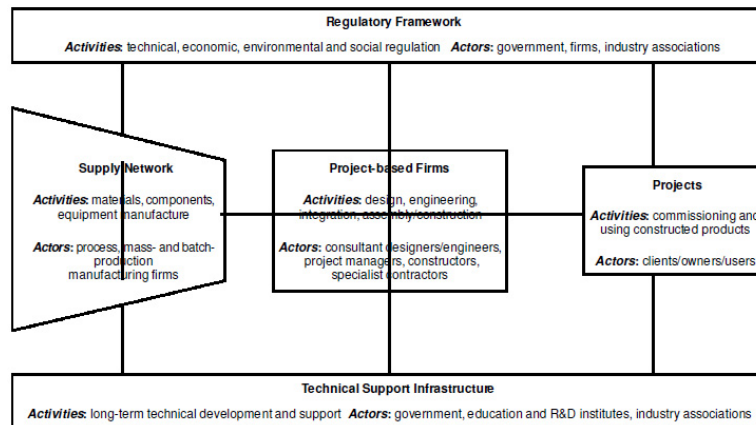 Regulatory Framework
Activities: technical, economic, environmental and social regulation Actors: government, firms, industry associations
Supply Network
Activities: materials, components,
equipment manufacture
Actors: process, mass- and batch-
production
manufacturing firms
Project-based Firms
Activities: design, engineering,
integration, assembly/construction
Actors: consultant designers/engineers,
project managers, constructors,
specialist contractors
Projects
Activities: commissioning and
using constructed products
Actors: clients/owners/users
Technical Support Infrastructure
Activities: long-term technical development and support Actors: government, education and R&D institutes, industry associations